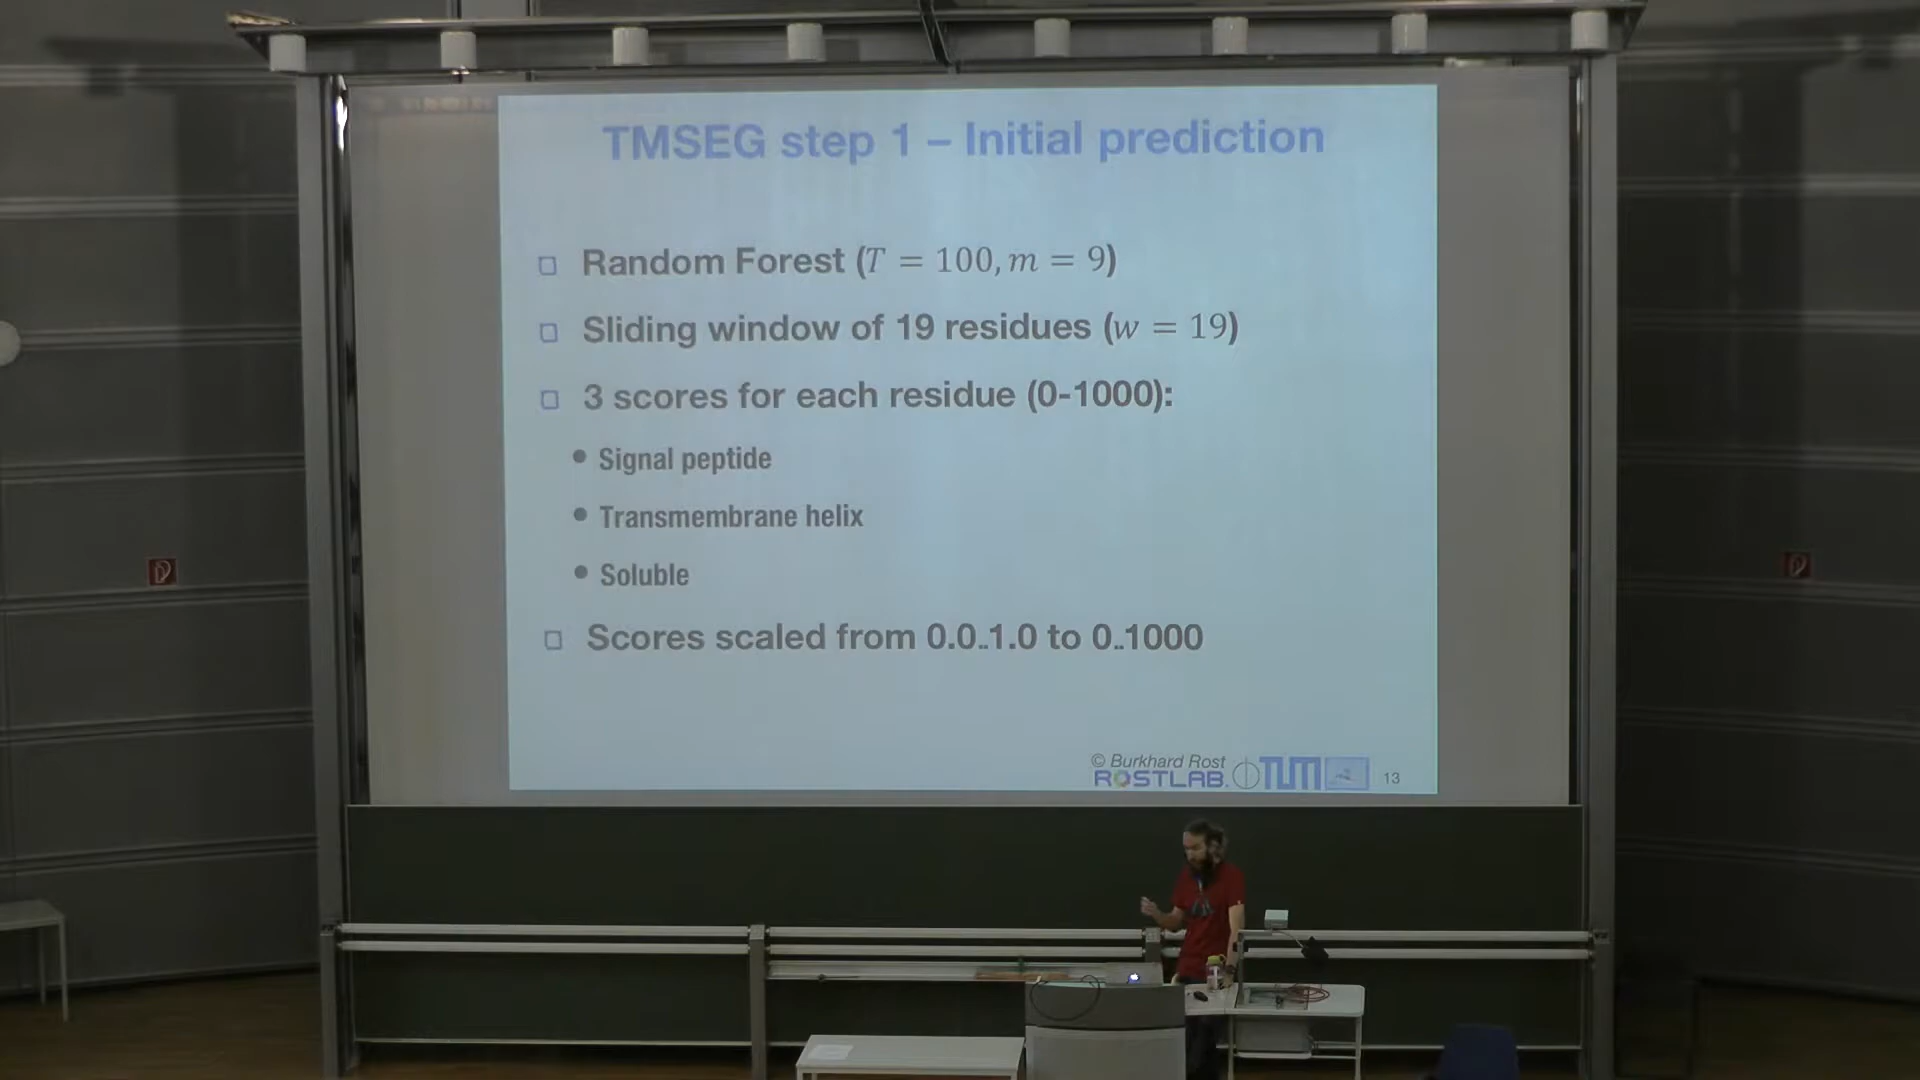 TMSEG step 1 – Initial prediction
Random Forest (T = 100, m = 9)
Sliding window of 19 residues (w = 19)
3 scores for each residue (0-1000):
Signal peptide
Transmembrane helix
Soluble
Scores scaled from 0.0..1.0 to 0..1000
© Burkhard Rost
ROSTLAB.
TUM
13